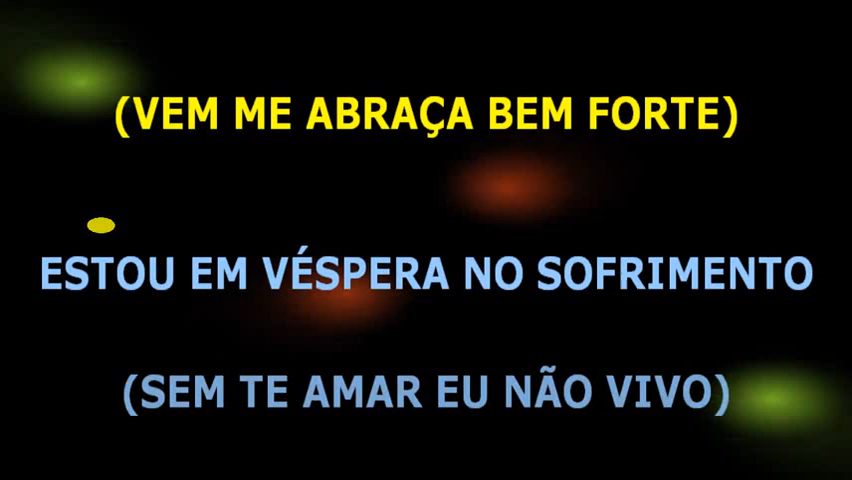 (VEM ME ABRAÇA BEM FORTE)
ESTOU EM VÉSPERA NO SOFRIMENTO
(SEM TE AMAR EU NÃO VIVO)